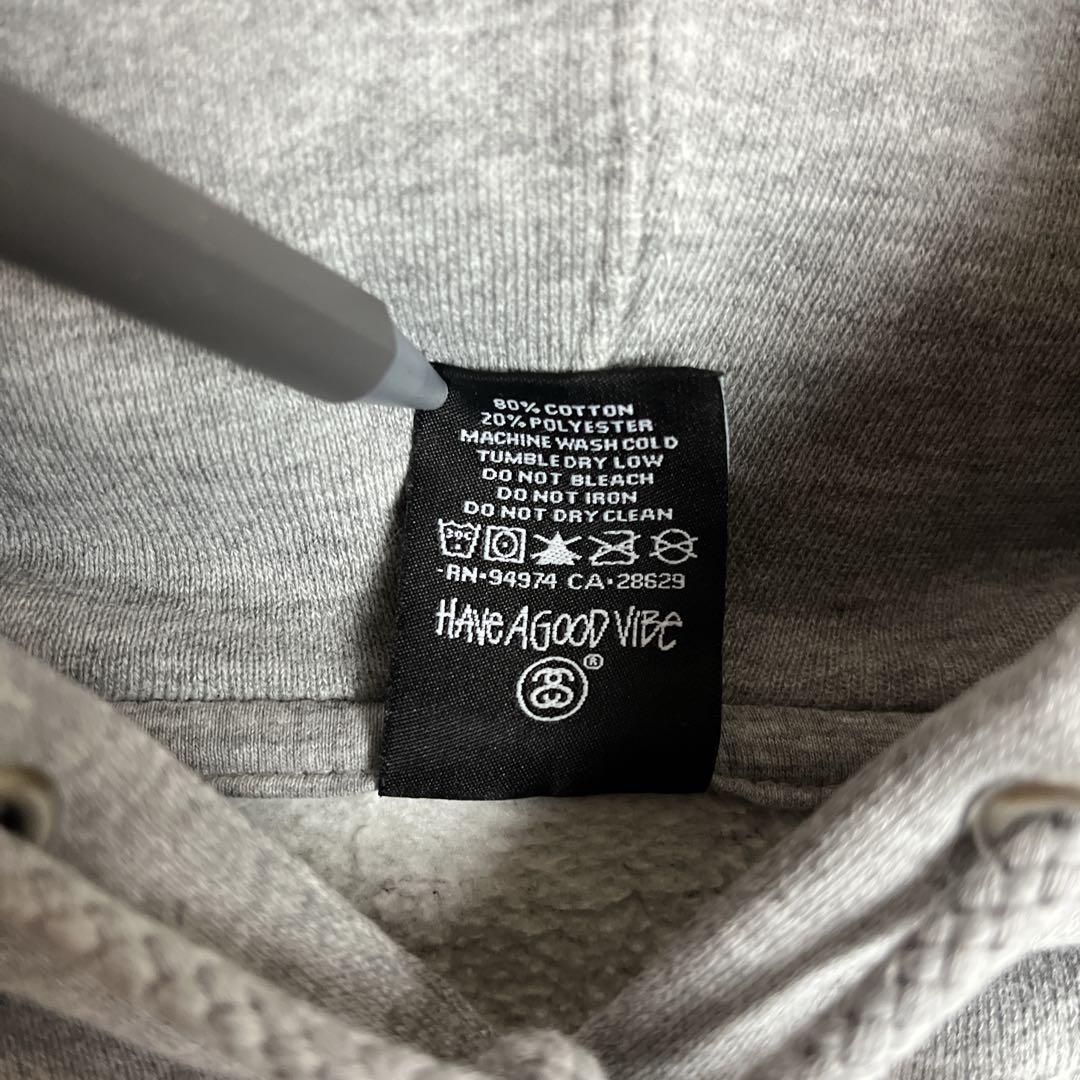 80% COTTON
20% POLYESTER
MACHINE WASH COLD
TUMBLE DRY LOW
DO NOT BLEACH
DO NOT IRON
DO NOT DRY CLEAN
30C
-RN·94974 CA·28629
HAVE A GOOD VIBE
®